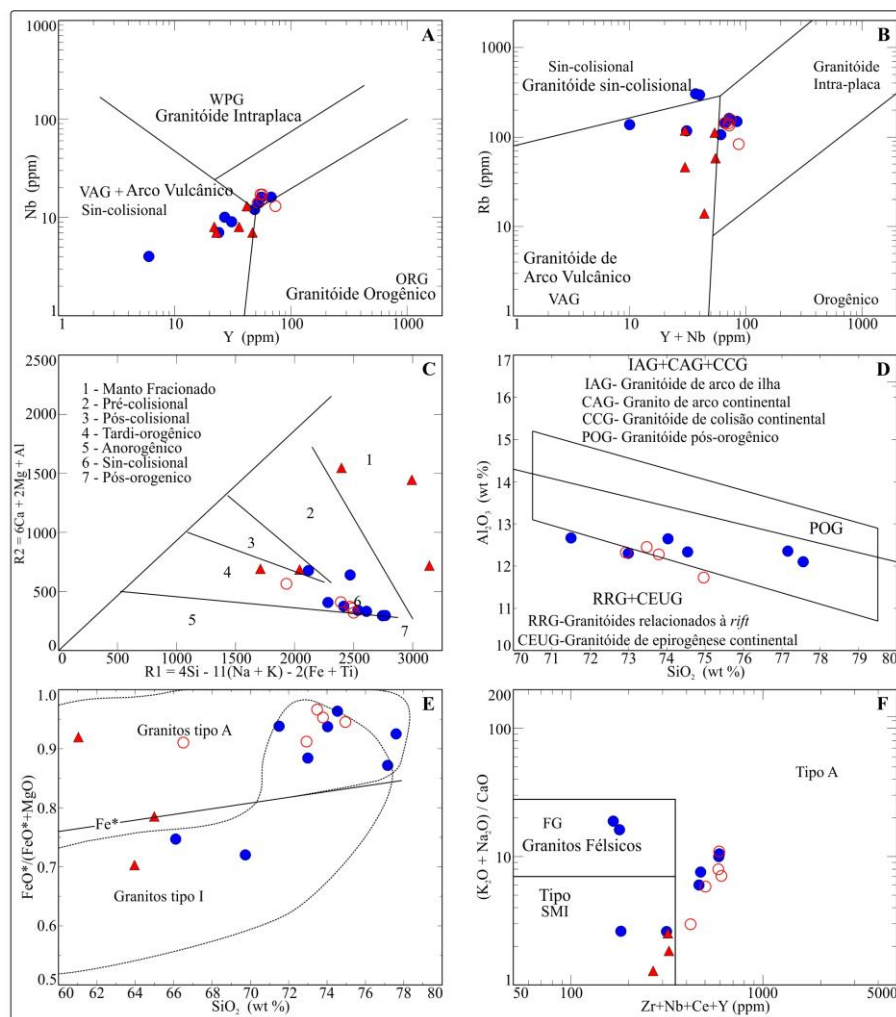 A
1000
100
10
1
Nb (ppm)
WPG
Granitóide Intraplaca
VAG + Arco Vulcânico
Sin-colisional
ORG
Granitóide Orogênico
1 10 100 1000
Y (ppm)
B
1000
100
10
1
Rb (ppm)
Sin-colisional
Granitóide sin-colisional
Granitóide
Intra-placa
Granitóide de
Arco Vulcânico
VAG
Orogênico
1 10 100 1000
Y + Nb (ppm)
C
2500
2000
1500
1000
500
0
R2 = 6Ca + 2Mg + Al
1 - Manto Fracionado
2 - Pré-colisional
3 - Pós-colisional
4 - Tardi-orogênico
5 - Anorogênico
6 - Sin-colisional
7 - Pós-orogenico
1
2
3
4
5
6
7
0 500 1000 1500 2000 2500 3000
R1 = 4Si - 11(Na + K) - 2(Fe + Ti)
D
17
16
15
14
13
12
11
10
Al2O3 (wt %)
IAG+CAG+CCG
IAG- Granitóide de arco de ilha
CAG- Granito de arco continental
CCG- Granitóide de colisão continental
POG- Granitóide pós-orogênico
POG
RRG+CEUG
RRG-Granitóides relacionados à rift
CEUG-Granitóide de epirogênese continental
70 71 72 73 74 75 76 77 78 79 80
SiO2 (wt %)
E
1.0
0.9
0.8
0.7
0.6
0.5
FeO*/(FeO*+MgO)
Granitos tipo A
Fe*
Granitos tipo I
60 62 64 66 68 70 72 74 76 78 80
SiO2 (wt %)
F
200
100
10
1
(K2O + Na2O) / CaO
Tipo A
FG
Granitos Félsicos
Tipo
SMI
50 100 1000 5000
Zr+Nb+Ce+Y (ppm)